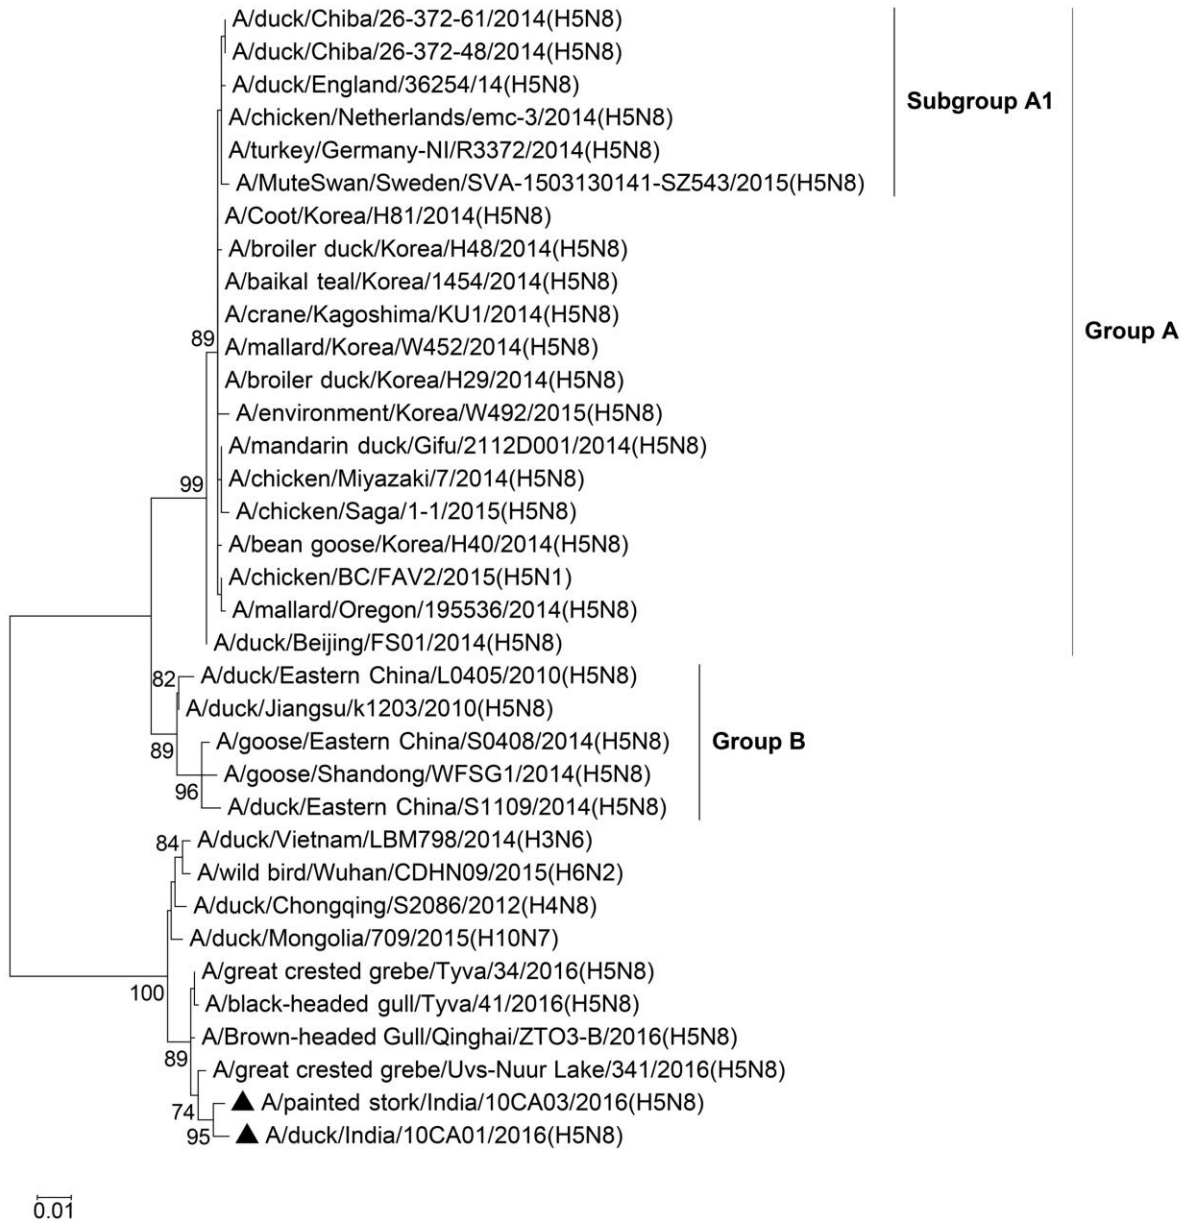 A/duck/Chiba/26-372-61/2014(H5N8)
A/duck/Chiba/26-372-48/2014(H5N8)
A/duck/England/36254/14(H5N8)
Subgroup A1
A/chicken/Netherlands/emc-3/2014(H5N8)
A/turkey/Germany-NI/R3372/2014(H5N8)
A/MuteSwan/Sweden/SVA-1503130141-SZ543/2015(H5N8)
A/Coot/Korea/H81/2014(H5N8)
A/broiler duck/Korea/H48/2014(H5N8)
A/baikal teal/Korea/1454/2014(H5N8)
A/crane/Kagoshima/KU1/2014(H5N8)
Group A
89
A/mallard/Korea/W452/2014(H5N8)
A/broiler duck/Korea/H29/2014(H5N8)
A/environment/Korea/W492/2015(H5N8)
A/mandarin duck/Gifu/2112D001/2014(H5N8)
99
A/chicken/Miyazaki/7/2014(H5N8)
A/chicken/Saga/1-1/2015(H5N8)
A/bean goose/Korea/H40/2014(H5N8)
A/chicken/BC/FAV2/2015(H5N1)
A/mallard/Oregon/195536/2014(H5N8)
A/duck/Beijing/FS01/2014(H5N8)
82
A/duck/Eastern China/L0405/2010(H5N8)
A/duck/Jiangsu/k1203/2010(H5N8)
A/goose/Eastern China/S0408/2014(H5N8)
Group B
89
A/goose/Shandong/WFSG1/2014(H5N8)
96
A/duck/Eastern China/S1109/2014(H5N8)
84
A/duck/Vietnam/LBM798/2014(H3N6)
A/wild bird/Wuhan/CDHN09/2015(H6N2)
A/duck/Chongqing/S2086/2012(H4N8)
A/duck/Mongolia/709/2015(H10N7)
A/great crested grebe/Tyva/34/2016(H5N8)
100
A/black-headed gull/Tyva/41/2016(H5N8)
A/Brown-headed Gull/Qinghai/ZTO3-B/2016(H5N8)
89
A/great crested grebe/Uvs-Nuur Lake/341/2016(H5N8)
74
A/painted stork/India/10CA03/2016(H5N8)
95
A/duck/India/10CA01/2016(H5N8)
0.01